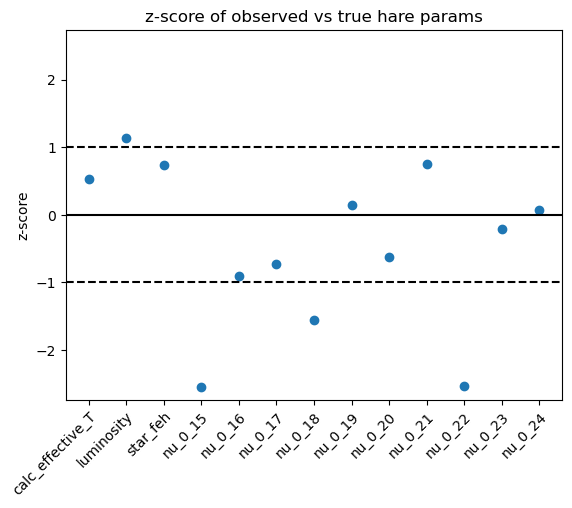 z-score of observed vs true hare params
z-score
2
1
0
−1
−2
calc_effective_T
luminosity
star_feh
nu_0_15
nu_0_16
nu_0_17
nu_0_18
nu_0_19
nu_0_20
nu_0_21
nu_0_22
nu_0_23
nu_0_24